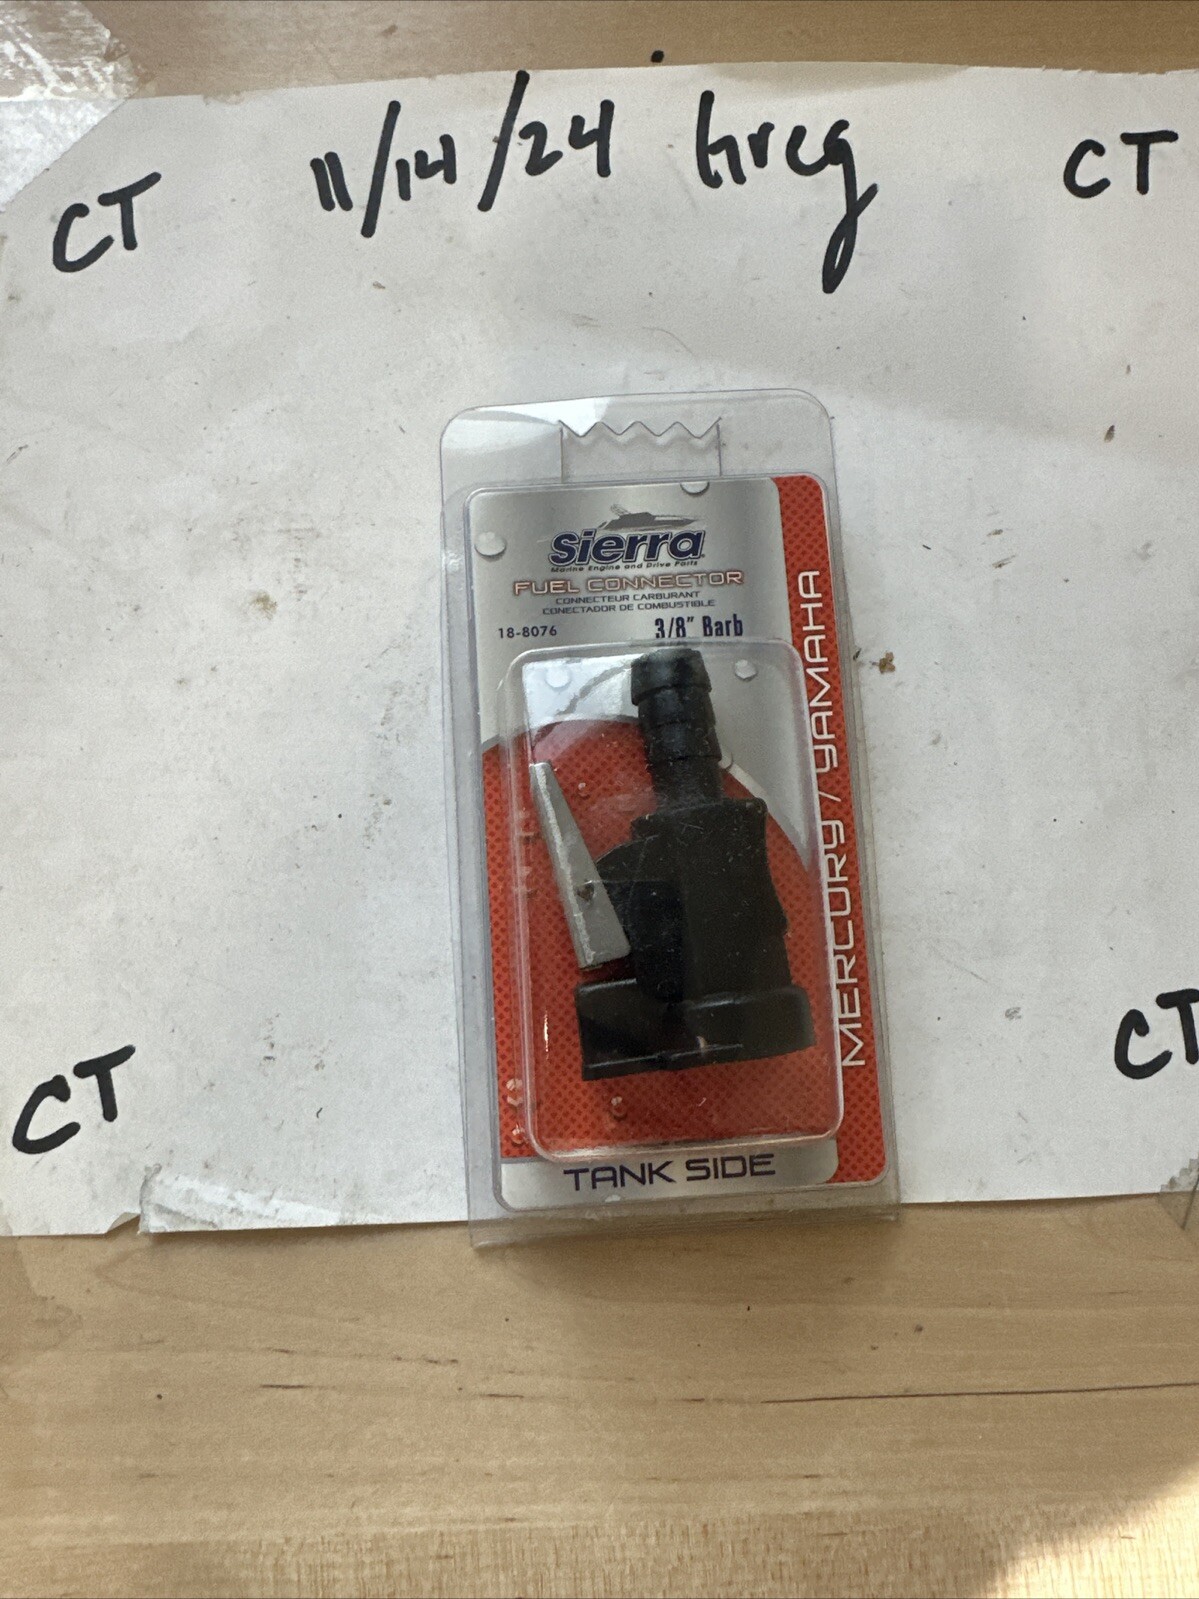 CT 11/14/24 Greg CT
sierra
Marine Engine and Drive Parts
FUEL CONNECTOR
CONNECTEUR CARBURANT
CONECTADOR DE COMBUSTIBLE
18-8076 3/8" Barb
MERCURY / YAMAHA
TANK SIDE
CT CT